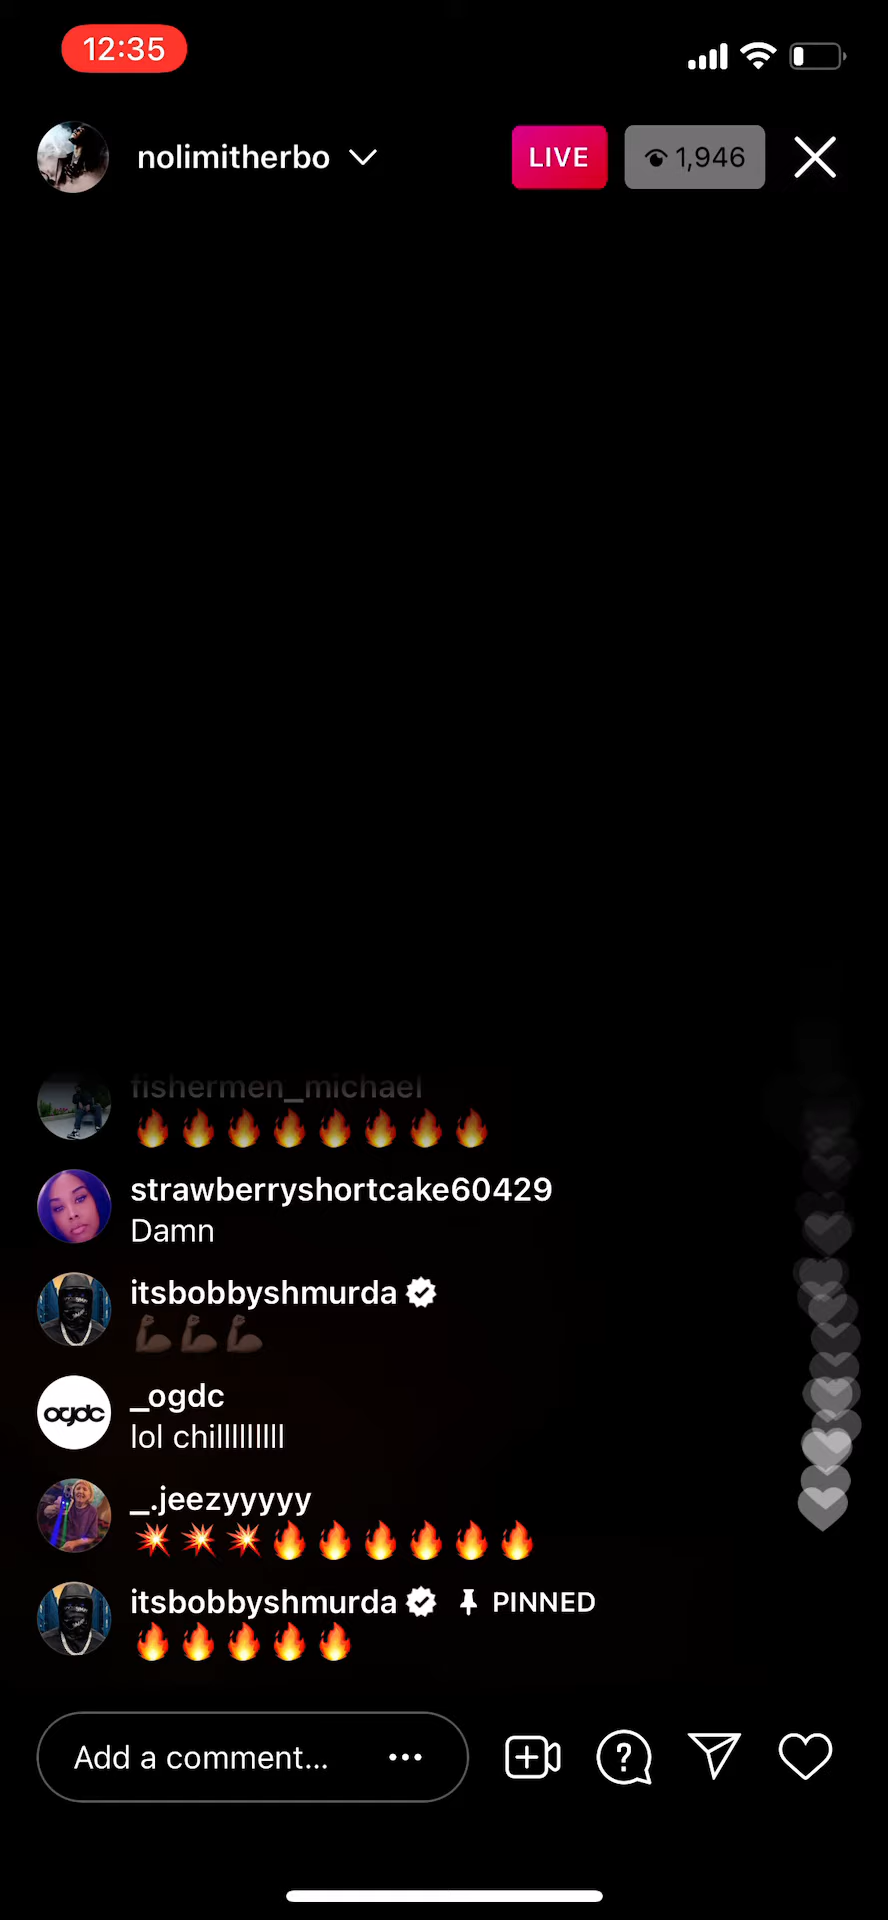 12:35
nolimitherbo
LIVE
1,946
fishermen_michael
🔥🔥🔥🔥🔥🔥🔥🔥
strawberryshortcake60429
Damn
itsbobbyshmurda
💪🏿💪🏿💪🏿
ogdc
_ogdc
lol chilllllllll
_.jeezyyyyy
💥💥💥🔥🔥🔥🔥🔥🔥
itsbobbyshmurda PINNED
🔥🔥🔥🔥🔥
Add a comment...